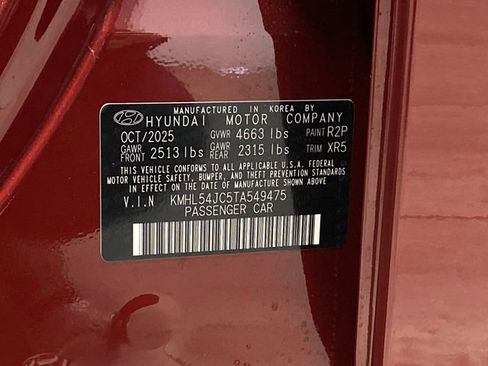 MANUFACTURED IN KOREA BY
HYUNDAI MOTOR COMPANY
OCT/2025 GVWR 4663 lbs PAINT R2P
GAWR FRONT 2513 lbs GAWR REAR 2315 lbs TRIM XR5
THIS VEHICLE CONFORMS TO ALL APPLICABLE U.S.A. FEDERAL
MOTOR VEHICLE SAFETY, BUMPER, AND THEFT PREVENTION STANDARDS
IN EFFECT ON THE DATE OF MANUFACTURE SHOWN ABOVE.
V.I.N KMHL54JC5TA549475
PASSENGER CAR